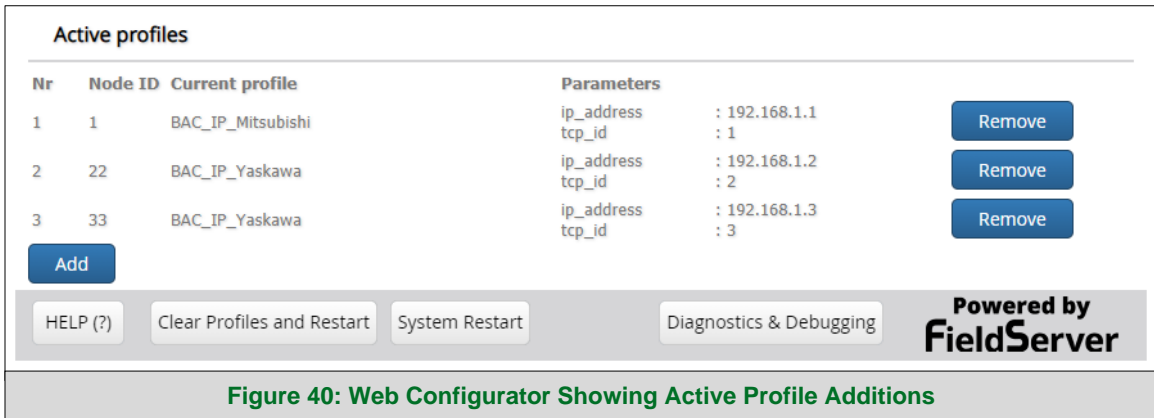 Active profiles
Nr Node ID Current profile Parameters
1 1 BAC_IP_Mitsubishi ip_address : 192.168.1.1 Remove
tcp_id : 1
2 22 BAC_IP_Yaskawa ip_address : 192.168.1.2 Remove
tcp_id : 2
3 33 BAC_IP_Yaskawa ip_address : 192.168.1.3 Remove
tcp_id : 3
Add
HELP (?) Clear Profiles and Restart System Restart Diagnostics & Debugging Powered by
FieldServer
Figure 40: Web Configurator Showing Active Profile Additions